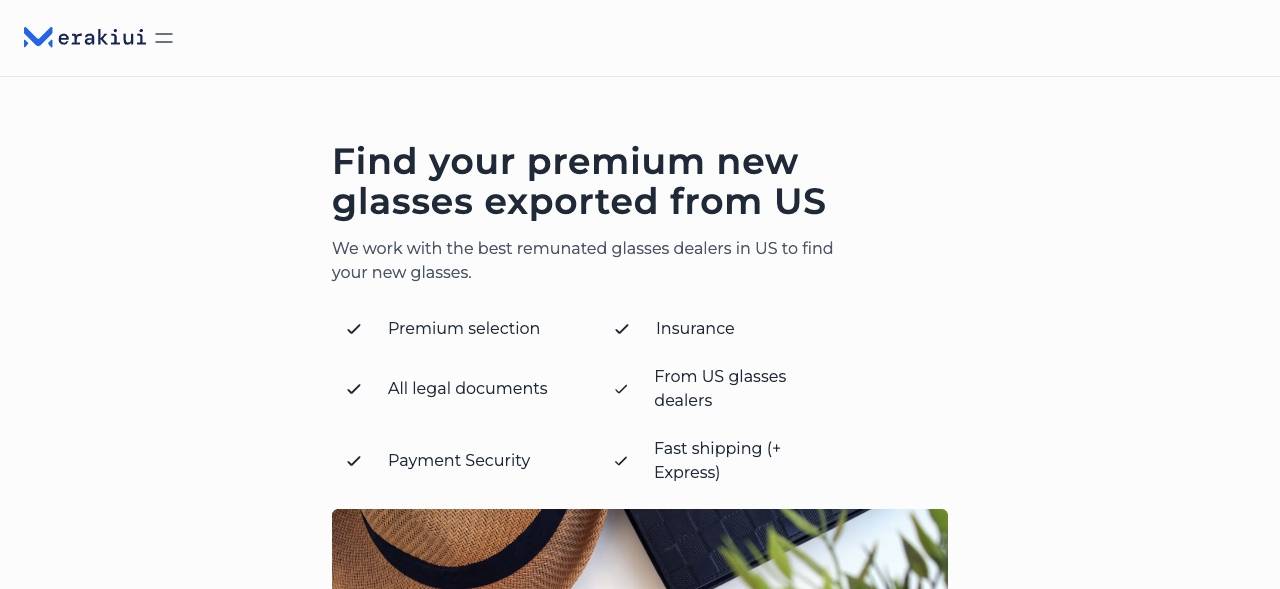 erakiui
Find your premium new
glasses exported from US
We work with the best remunated glasses dealers in US to find
your new glasses.
Premium selection
Insurance
All legal documents
From US glasses
dealers
Payment Security
Fast shipping (+
Express)